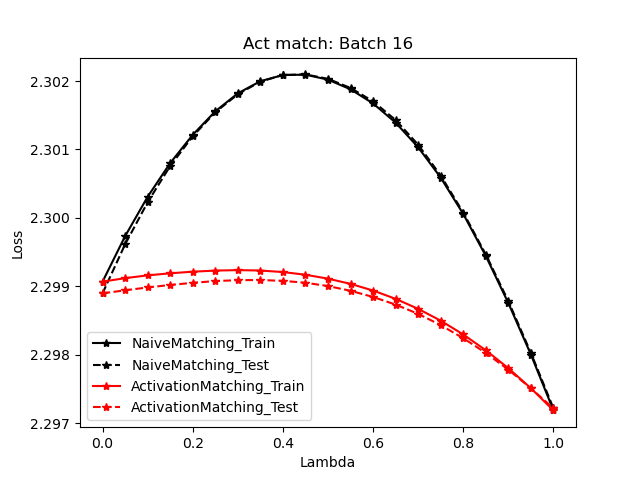 Act match: Batch 16
2.302
2.301
2.300
2.299
2.298
2.297
Loss
NaiveMatching_Train
NaiveMatching_Test
ActivationMatching_Train
ActivationMatching_Test
0.0 0.2 0.4 0.6 0.8 1.0
Lambda